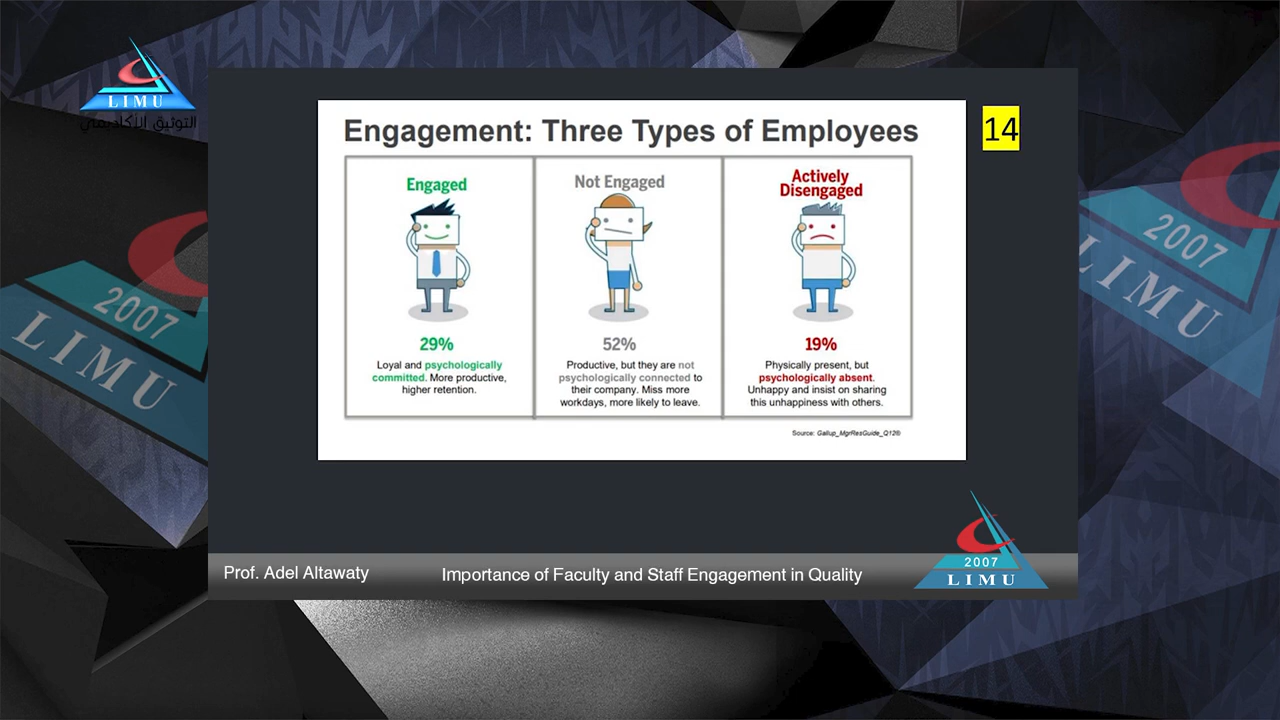 LIMU
التوثيق الأكاديمي
Engagement: Three Types of Employees
14
Engaged
29%
Loyal and psychologically
committed. More productive,
higher retention.
Not Engaged
52%
Productive, but they are not
psychologically connected to
their company. Miss more
workdays, more likely to leave.
Actively
Disengaged
19%
Physically present, but
psychologically absent.
Unhappy and insist on sharing
this unhappiness with others.
Source: Gallup_MgrResGuide_Q12®
2007
LIMU
2007
LIMU
Prof. Adel Altawaty
Importance of Faculty and Staff Engagement in Quality
2007
LIMU